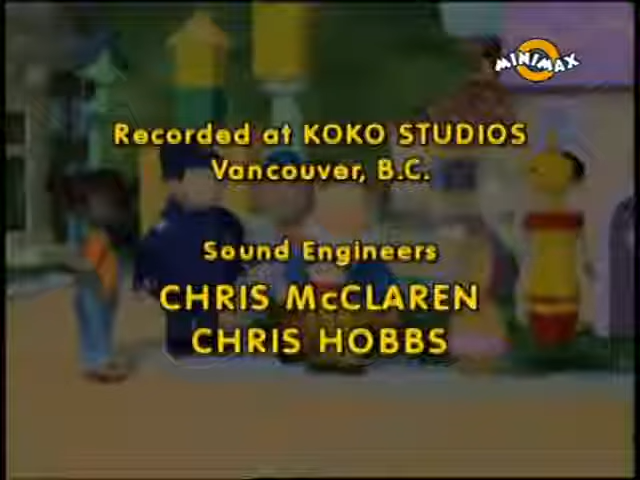 MINIMAX
Recorded at KOKO STUDIOS
Vancouver, B.C.
Sound Engineers
CHRIS McCLAREN
CHRIS HOBBS